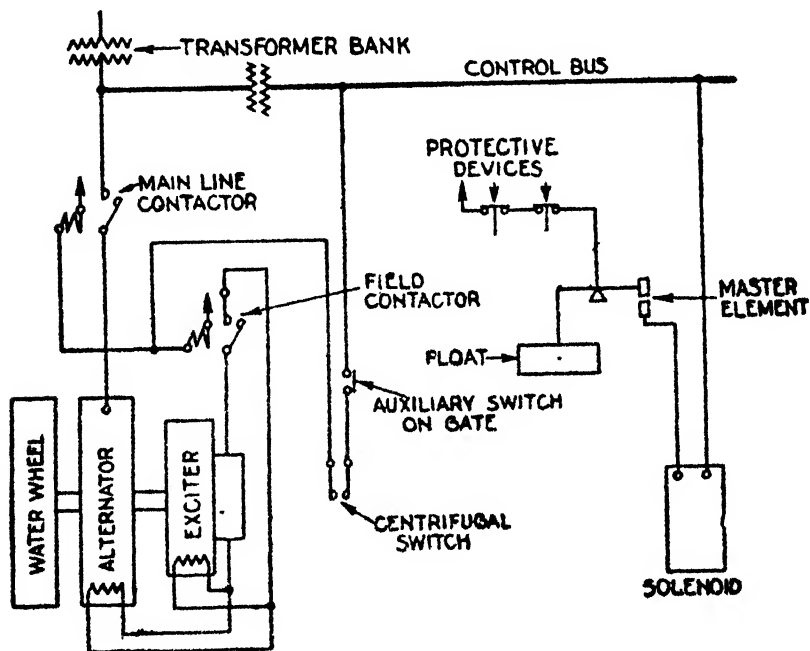 TRANSFORMER BANK
CONTROL BUS
PROTECTIVE
DEVICES
MAIN LINE
CONTACTOR
FIELD
CONTACTOR
MASTER
ELEMENT
FLOAT
AUXILIARY SWITCH
ON GATE
WATER WHEEL
ALTERNATOR
EXCITER
CENTRIFUGAL
SWITCH
SOLENOID